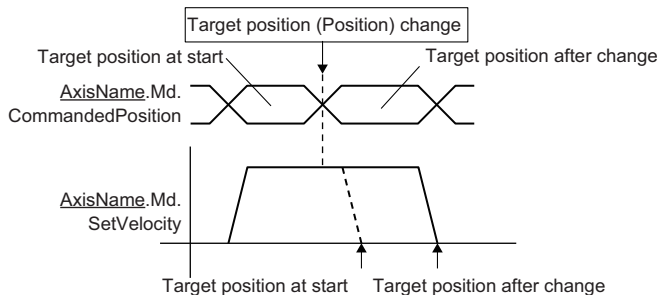 Target position (Position) change
Target position at start
Target position after change
AxisName.Md.
CommandedPosition
AxisName.Md.
SetVelocity
Target position at start
Target position after change